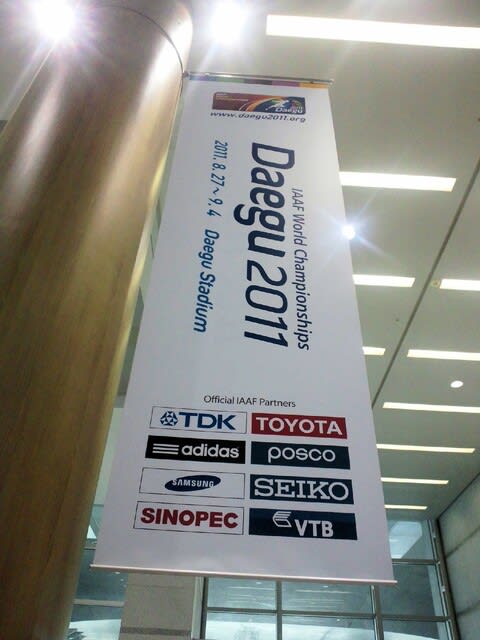 Daegu
www.daegu2011.org
IAAF World Championships
Daegu 2011
2011. 8. 27~9. 4 Daegu Stadium
Official IAAF Partners
TDK TOYOTA
adidas posco
SAMSUNG SEIKO
SINOPEC VTB